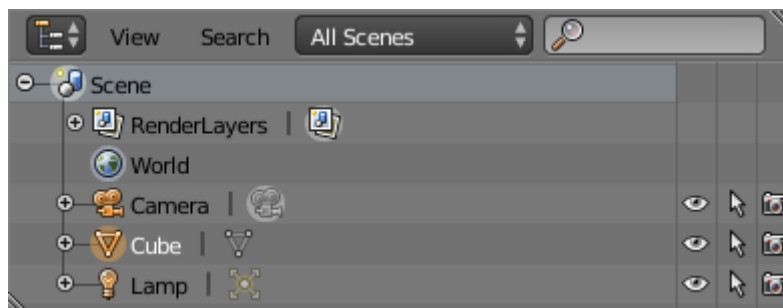 View Search All Scenes
Scene
RenderLayers |
World
Camera |
Cube |
Lamp |